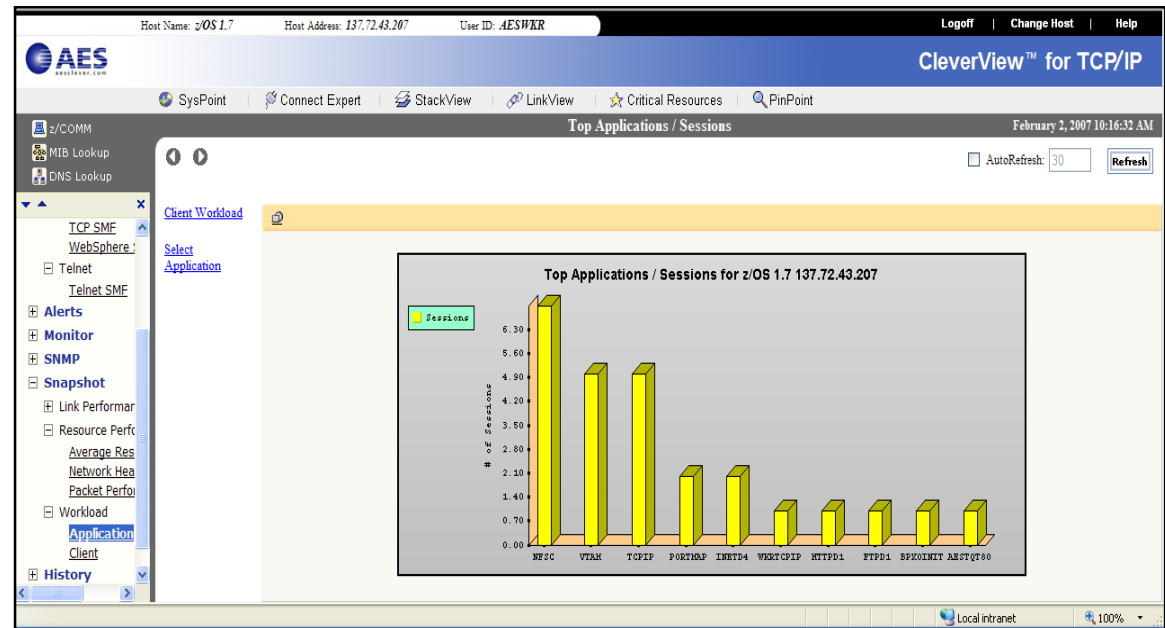 Host Name: z/OS 1.7 Host Address: 137.72.43.207 User ID: AESWKR Logoff | Change Host | Help
AES
aesclever.com
CleverView™ for TCP/IP
SysPoint | Connect Expert | StackView | LinkView | Critical Resources | PinPoint
z/COMM
MIB Lookup
DNS Lookup
Top Applications / Sessions
February 2, 2007 10:16:32 AM
AutoRefresh: 30 Refresh
TCP SMF
WebSphere
Telnet
Telnet SMF
Alerts
Monitor
SNMP
Snapshot
Link Performan
Resource Perfo
Average Res
Network Hea
Packet Perfor
Workload
Application
Client
History
Client Workload
Select
Application
Top Applications / Sessions for z/OS 1.7 137.72.43.207
Sessions
# of Sessions
6.30
5.60
4.90
4.20
3.50
2.80
2.10
1.40
0.70
0.00
NFSC VTAM TCPIP PORTMAP INETD4 WKRTCPIP HTTPD1 FTPD1 BPXOINIT AESTQT80
Local intranet 100%